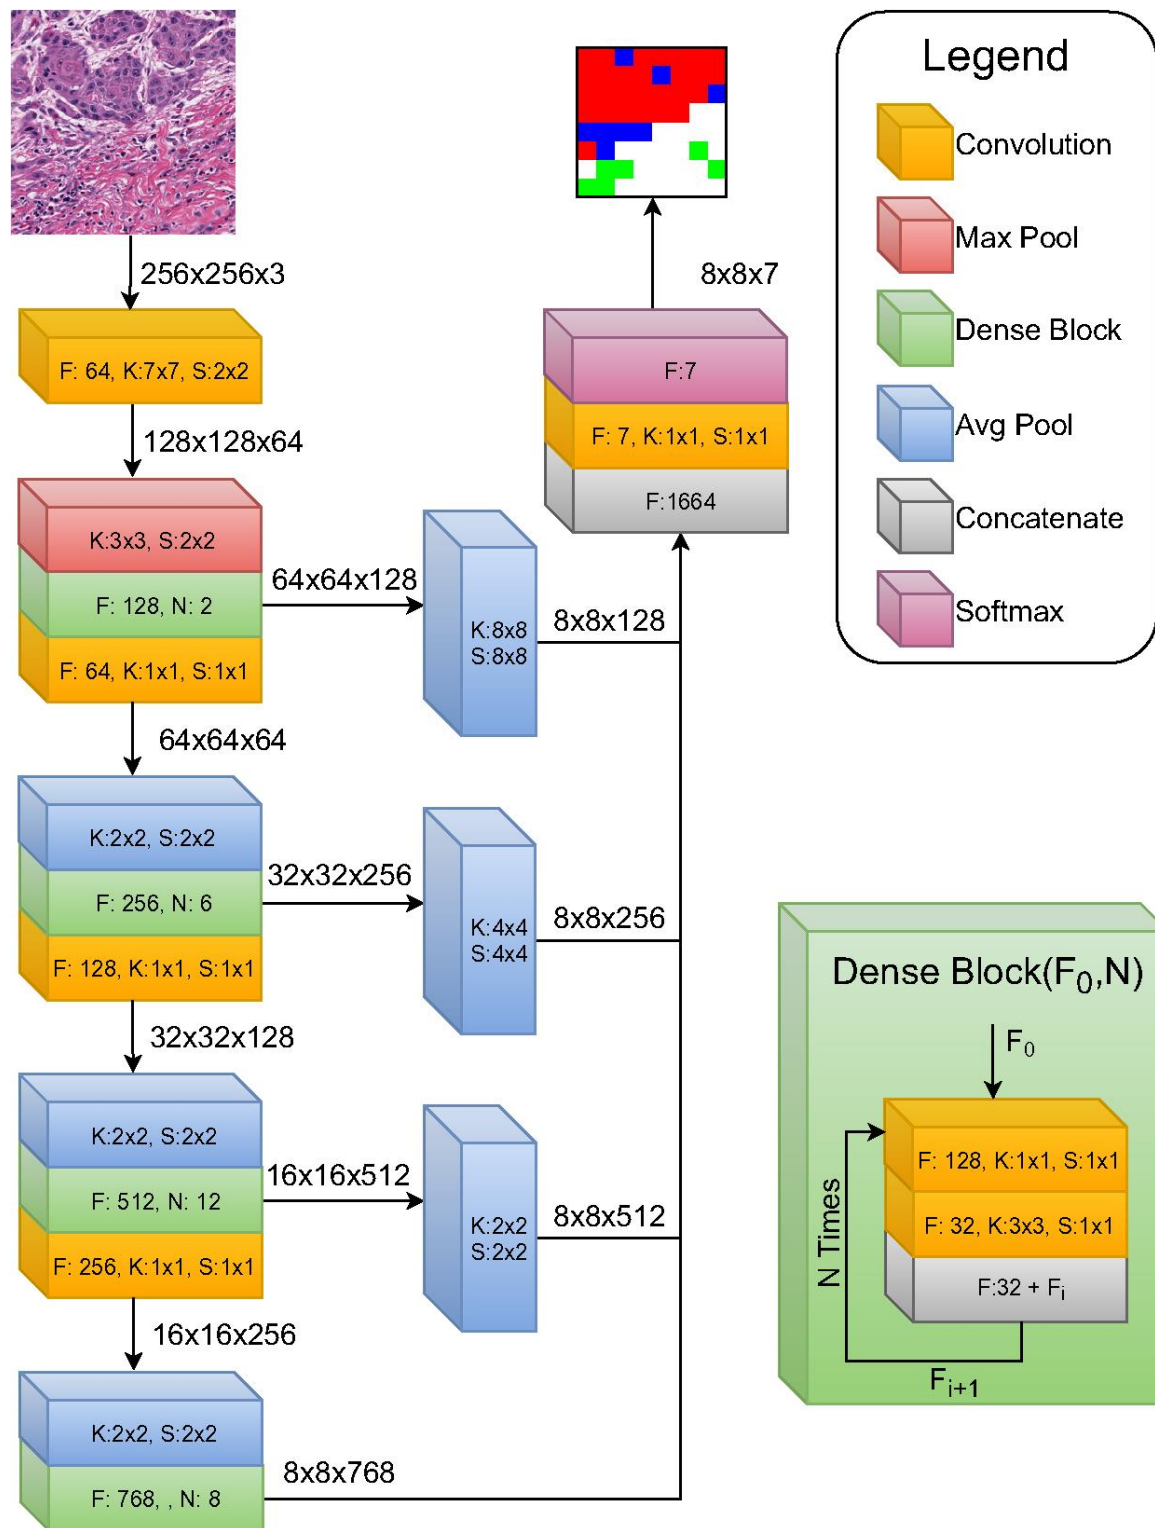 256x256x3
F: 64, K:7x7, S:2x2
128x128x64
K:3x3, S:2x2
F: 128, N: 2
F: 64, K:1x1, S:1x1
64x64x128
K:8x8
S:8x8
8x8x128
64x64x64
K:2x2, S:2x2
F: 256, N: 6
F: 128, K:1x1, S:1x1
32x32x256
K:4x4
S:4x4
8x8x256
32x32x128
K:2x2, S:2x2
F: 512, N: 12
F: 256, K:1x1, S:1x1
16x16x512
K:2x2
S:2x2
8x8x512
16x16x256
K:2x2, S:2x2
F: 768, , N: 8
8x8x768
8x8x7
F:7
F: 7, K:1x1, S:1x1
F:1664
Legend
Convolution
Max Pool
Dense Block
Avg Pool
Concatenate
Softmax
Dense Block(F₀,N)
F₀
F: 128, K:1x1, S:1x1
F: 32, K:3x3, S:1x1
F:32 + Fᵢ
N Times
Fᵢ₊₁